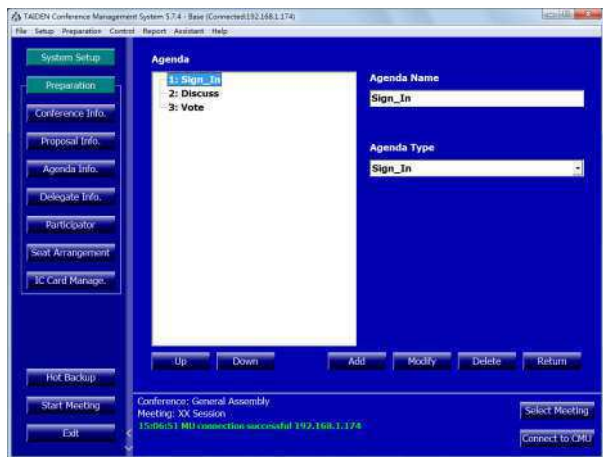 TAIDEN Conference Management System 5.7.4 - Base (Connected:192.168.1.174)
File Setup Preparation Control Report Assistant Help
System Setup
Preparation
Conference Info.
Proposal Info.
Agenda Info.
Delegate Info.
Participator
Seat Arrangement
IC Card Manage.
Hot Backup
Start Meeting
Exit
Agenda
1: Sign_In
2: Discuss
3: Vote
Agenda Name
Sign_In
Agenda Type
Sign_In
Up Down Add Modify Delete Return
Conference: General Assembly
Meeting: XX Session
15:06:51 MU connection successful 192.168.1.174
Select Meeting
Connect to CMU